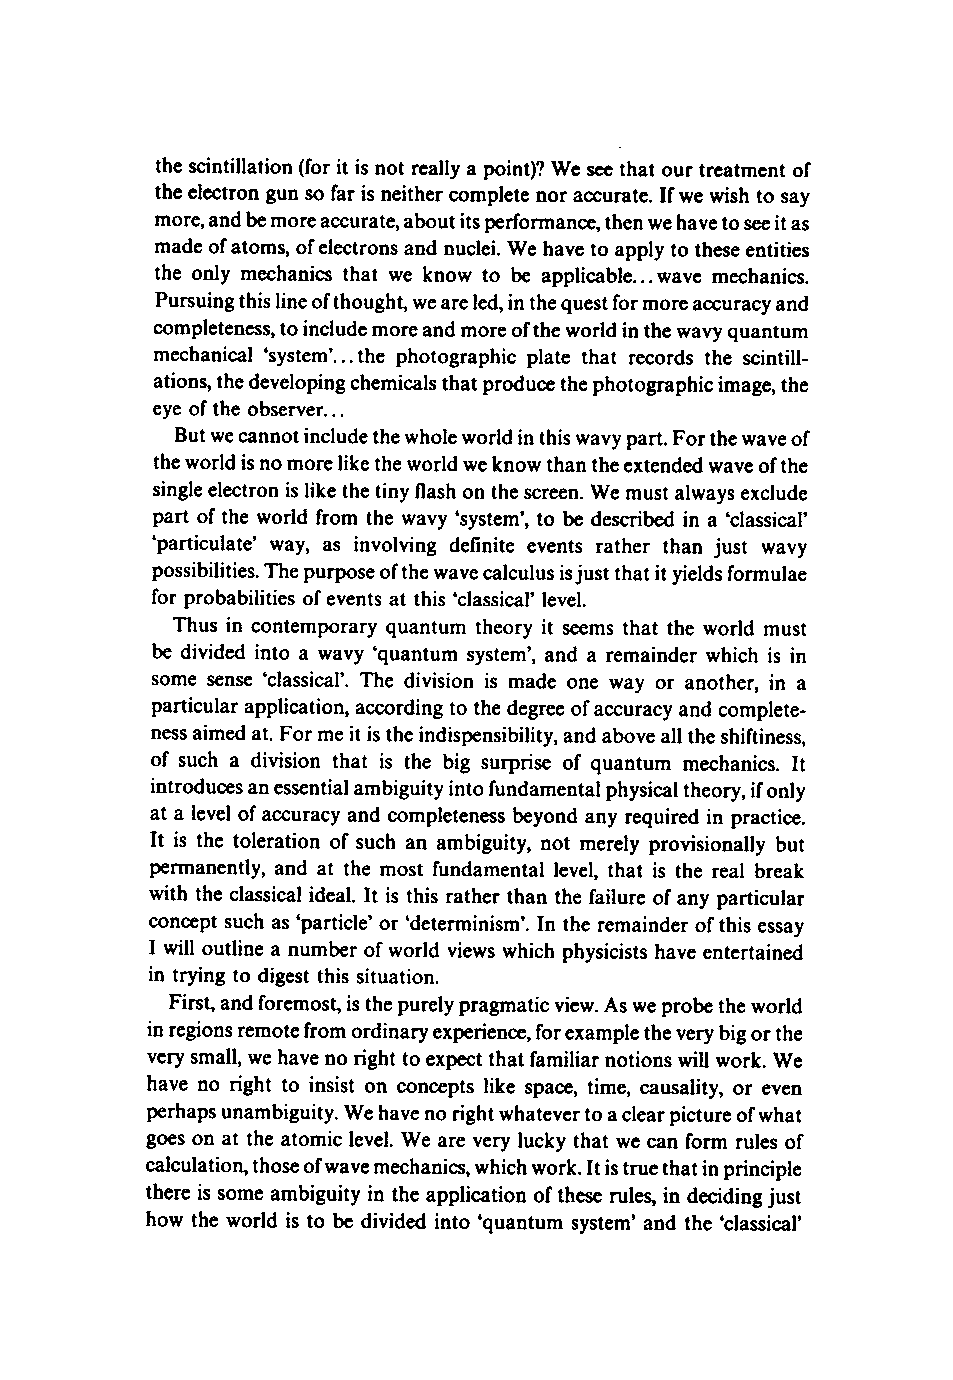 the scintillation (for it is not really a point)? We see that our treatment of
the electron gun so far is neither complete nor accurate. If we wish to say
more, and be more accurate, about its performance, then we have to see it as
made of atoms, of electrons and nuclei. We have to apply to these entities
the only mechanics that we know to be applicable... wave mechanics.
Pursuing this line of thought, we are led, in the quest for more accuracy and
completeness, to include more and more of the world in the wavy quantum
mechanical ‘system’... the photographic plate that records the scintill-
ations, the developing chemicals that produce the photographic image, the
eye of the observer...
But we cannot include the whole world in this wavy part. For the wave of
the world is no more like the world we know than the extended wave of the
single electron is like the tiny flash on the screen. We must always exclude
part of the world from the wavy ‘system’, to be described in a ‘classical’
‘particulate’ way, as involving definite events rather than just wavy
possibilities. The purpose of the wave calculus is just that it yields formulae
for probabilities of events at this ‘classical’ level.
Thus in contemporary quantum theory it seems that the world must
be divided into a wavy ‘quantum system’, and a remainder which is in
some sense ‘classical’. The division is made one way or another, in a
particular application, according to the degree of accuracy and complete-
ness aimed at. For me it is the indispensibility, and above all the shiftiness,
of such a division that is the big surprise of quantum mechanics. It
introduces an essential ambiguity into fundamental physical theory, if only
at a level of accuracy and completeness beyond any required in practice.
It is the toleration of such an ambiguity, not merely provisionally but
permanently, and at the most fundamental level, that is the real break
with the classical ideal. It is this rather than the failure of any particular
concept such as ‘particle’ or ‘determinism’. In the remainder of this essay
I will outline a number of world views which physicists have entertained
in trying to digest this situation.
First, and foremost, is the purely pragmatic view. As we probe the world
in regions remote from ordinary experience, for example the very big or the
very small, we have no right to expect that familiar notions will work. We
have no right to insist on concepts like space, time, causality, or even
perhaps unambiguity. We have no right whatever to a clear picture of what
goes on at the atomic level. We are very lucky that we can form rules of
calculation, those of wave mechanics, which work. It is true that in principle
there is some ambiguity in the application of these rules, in deciding just
how the world is to be divided into ‘quantum system’ and the ‘classical’